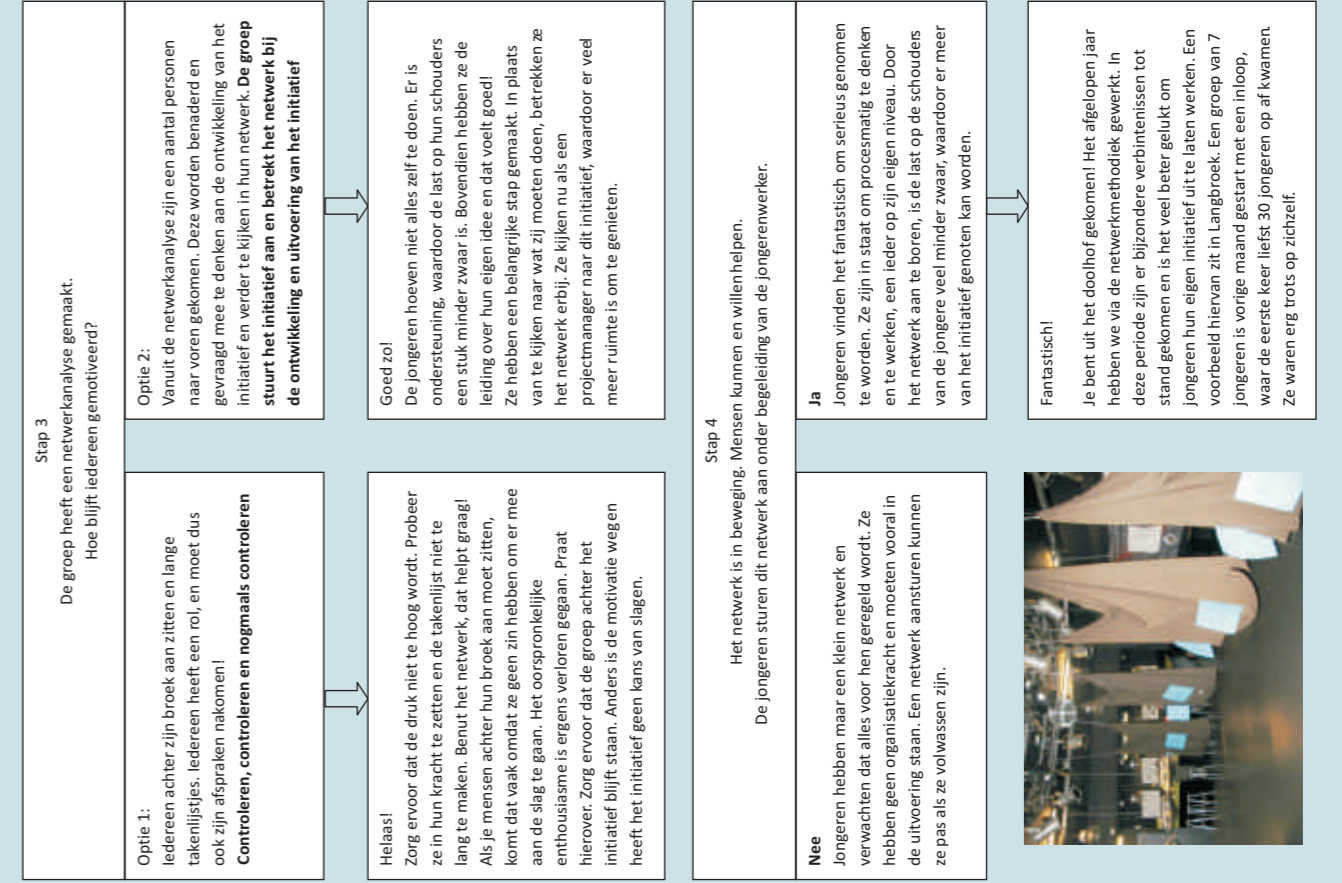 Stap 3
De groep heeft een netwerkanalyse gemaakt.
Hoe blijft iedereen gemotiveerd?
Optie 1:
Iedereen achter zijn broek aan zitten en lange
takenlijstjes. Iedereen heeft een rol, en moet dus
ook zijn afspraken nakomen!
Controleren, controleren en nogmaals controleren
Optie 2:
Vanuit de netwerkanalyse zijn een aantal personen
naar voren gekomen. Deze worden benaderd en
gevraagd mee te denken aan de ontwikkeling van het
initiatief en verder te kijken in hun netwerk. De groep
stuurt het initiatief aan en betrekt het netwerk bij
de ontwikkeling en uitvoering van het initiatief
Helaas!
Zorg ervoor dat de druk niet te hoog wordt. Probeer
ze in hun kracht te zetten en de takenlijst niet te
lang te maken. Benut het netwerk, dat helpt graag!
Als je mensen achter hun broek aan moet zitten,
komt dat vaak omdat ze geen zin hebben om er mee
aan de slag te gaan. Het oorspronkelijke
enthousiasme is ergens verloren gegaan. Praat
hierover. Zorg ervoor dat de groep achter het
initiatief blijft staan. Anders is de motivatie wegen
heeft het initiatief geen kans van slagen.
Goed zo!
De jongeren hoeven niet alles zelf te doen. Er is
ondersteuning, waardoor de last op hun schouders
een stuk minder zwaar is. Bovendien hebben ze de
leiding over hun eigen idee en dat voelt goed!
Ze hebben een belangrijke stap gemaakt. In plaats
van te kijken naar wat zij moeten doen, betrekken ze
het netwerk erbij. Ze kijken nu als een
projectmanager naar dit initiatief, waardoor er veel
meer ruimte is om te genieten.
Stap 4
Het netwerk is in beweging. Mensen kunnen en willen helpen.
De jongeren sturen dit netwerk aan onder begeleiding van de jongerenwerker.
Nee
Jongeren hebben maar een klein netwerk en
verwachten dat alles voor hen geregeld wordt. Ze
hebben geen organisatiekracht en moeten vooral in
de uitvoering staan. Een netwerk aansturen kunnen
ze pas als ze volwassen zijn.
Ja
Jongeren vinden het fantastisch om serieus genomen
te worden. Ze zijn in staat om procesmatig te denken
en te werken, een ieder op zijn eigen niveau. Door
het netwerk aan te boren, is de last op de schouders
van de jongere veel minder zwaar, waardoor er meer
van het initiatief genoten kan worden.
Fantastisch!
Je bent uit het doolhof gekomen! Het afgelopen jaar
hebben we via de netwerkmethodiek gewerkt. In
deze periode zijn er bijzondere verbintenissen tot
stand gekomen en is het veel beter gelukt om
jongeren hun eigen initiatief uit te laten werken. Een
voorbeeld hiervan zit in Langbroek. Een groep van 7
jongeren is vorige maand gestart met een inloop,
waar de eerste keer liefst 30 jongeren op af kwamen.
Ze waren erg trots op zichzelf.